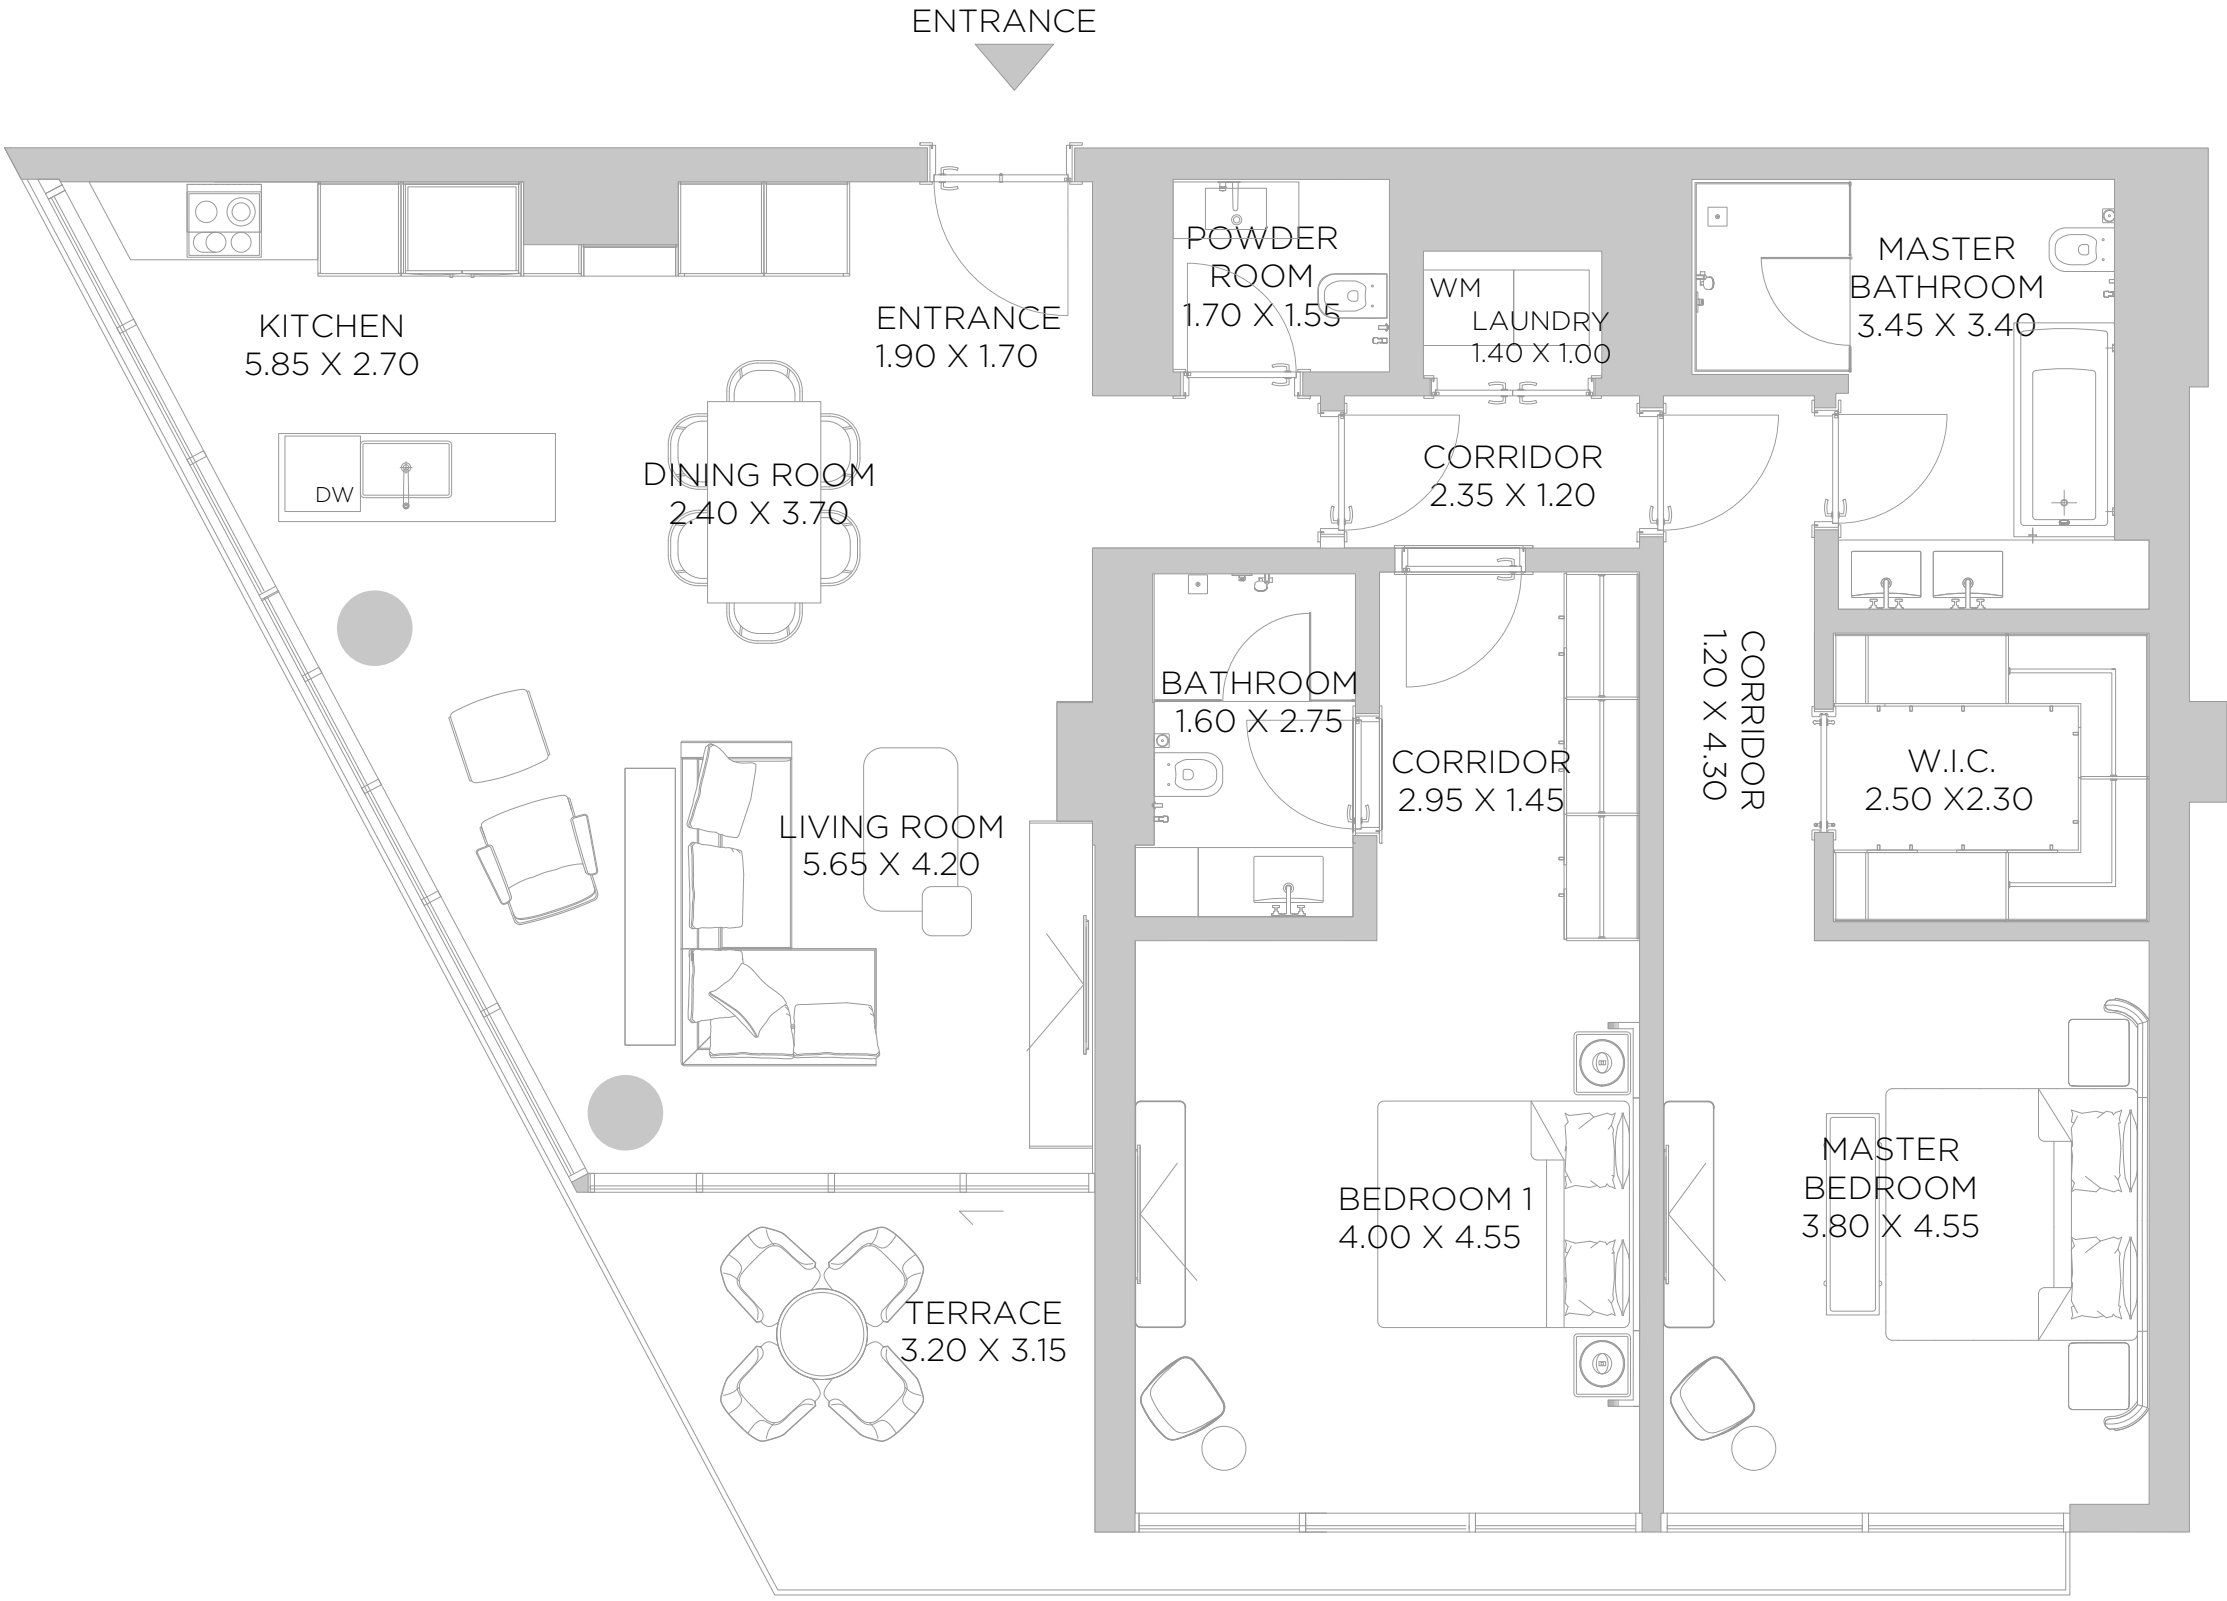 ENTRANCE
POWDER
ROOM
1.70 X 1.55
MASTER
BATHROOM
3.45 X 3.40
WM
LAUNDRY
1.40 X 1.00
KITCHEN
5.85 X 2.70
ENTRANCE
1.90 X 1.70
DINING ROOM
2.40 X 3.70
DW
CORRIDOR
2.35 X 1.20
CORRIDOR
1.20 X 4.30
BATHROOM
1.60 X 2.75
CORRIDOR
2.95 X 1.45
W.I.C.
2.50 X2.30
LIVING ROOM
5.65 X 4.20
BEDROOM 1
4.00 X 4.55
MASTER
BEDROOM
3.80 X 4.55
TERRACE
3.20 X 3.15